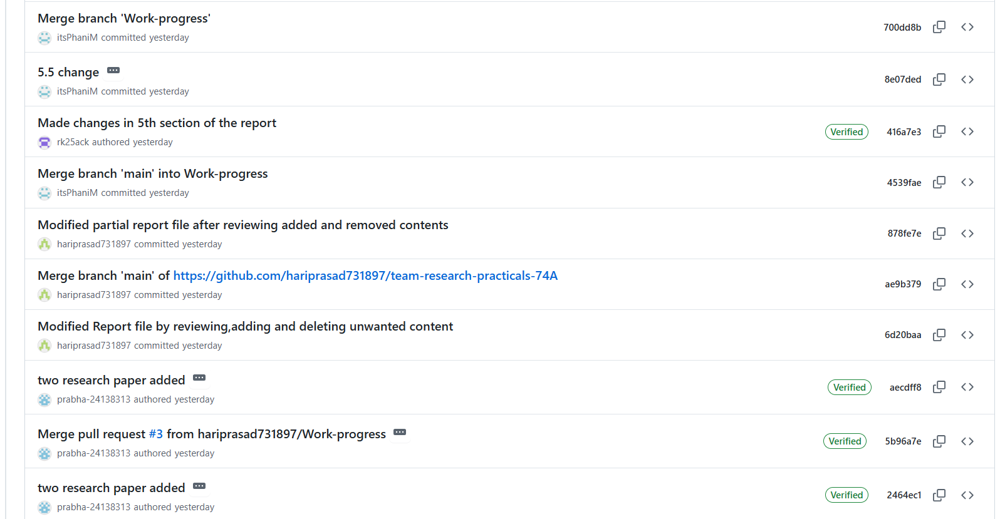 Merge branch 'Work-progress'
itsPhaniM committed yesterday
700dd8b
5.5 change
itsPhaniM committed yesterday
8e07ded
Made changes in 5th section of the report
rk25ack authored yesterday
Verified 416a7e3
Merge branch 'main' into Work-progress
itsPhaniM committed yesterday
4539fae
Modified partial report file after reviewing added and removed contents
hariprasad731897 committed yesterday
878fe7e
Merge branch 'main' of https://github.com/hariprasad731897/team-research-practicals-74A
hariprasad731897 committed yesterday
ae9b379
Modified Report file by reviewing,adding and deleting unwanted content
hariprasad731897 committed yesterday
6d20baa
two research paper added
prabha-24138313 authored yesterday
Verified aecdff8
Merge pull request #3 from hariprasad731897/Work-progress
prabha-24138313 authored yesterday
Verified 5b96a7e
two research paper added
prabha-24138313 authored yesterday
Verified 2464ec1